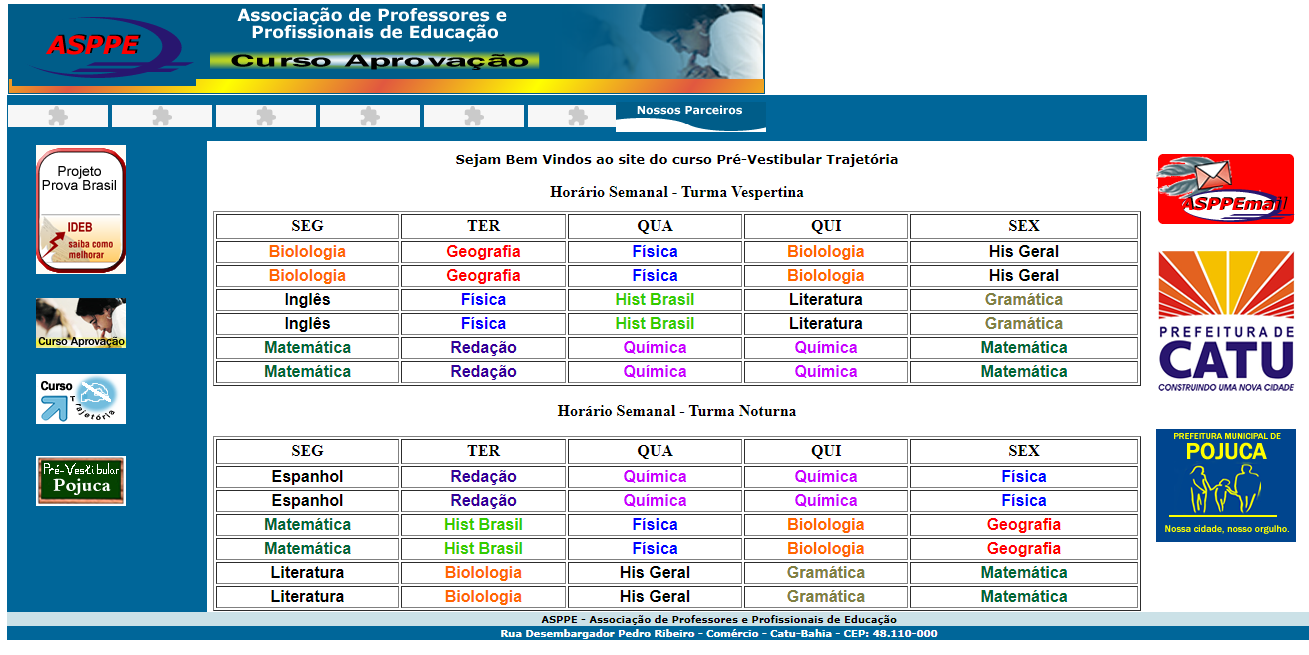 Associação de Professores e
Profissionais de Educação
ASPPE
Curso Aprovação
Nossos Parceiros
Projeto
Prova Brasil
IDEB
saiba como
melhorar
Curso Aprovação
Curso
Trajetória
Pré-Vestibular
Pojuca
Sejam Bem Vindos ao site do curso Pré-Vestibular Trajetória
Horário Semanal - Turma Vespertina
SEG TER QUA QUI SEX
Biolologia Geografia Física Biolologia His Geral
Biolologia Geografia Física Biolologia His Geral
Inglês Física Hist Brasil Literatura Gramática
Inglês Física Hist Brasil Literatura Gramática
Matemática Redação Química Química Matemática
Matemática Redação Química Química Matemática
Horário Semanal - Turma Noturna
SEG TER QUA QUI SEX
Espanhol Redação Química Química Física
Espanhol Redação Química Química Física
Matemática Hist Brasil Física Biolologia Geografia
Matemática Hist Brasil Física Biolologia Geografia
Literatura Biolologia His Geral Gramática Matemática
Literatura Biolologia His Geral Gramática Matemática
ASPPEmail
PREFEITURA DE
CATU
CONSTRUINDO UMA NOVA CIDADE
PREFEITURA MUNICIPAL DE
POJUCA
Nossa cidade, nosso orgulho.
ASPPE - Associação de Professores e Profissionais de Educação
Rua Desembargador Pedro Ribeiro - Comércio - Catu-Bahia - CEP: 48.110-000